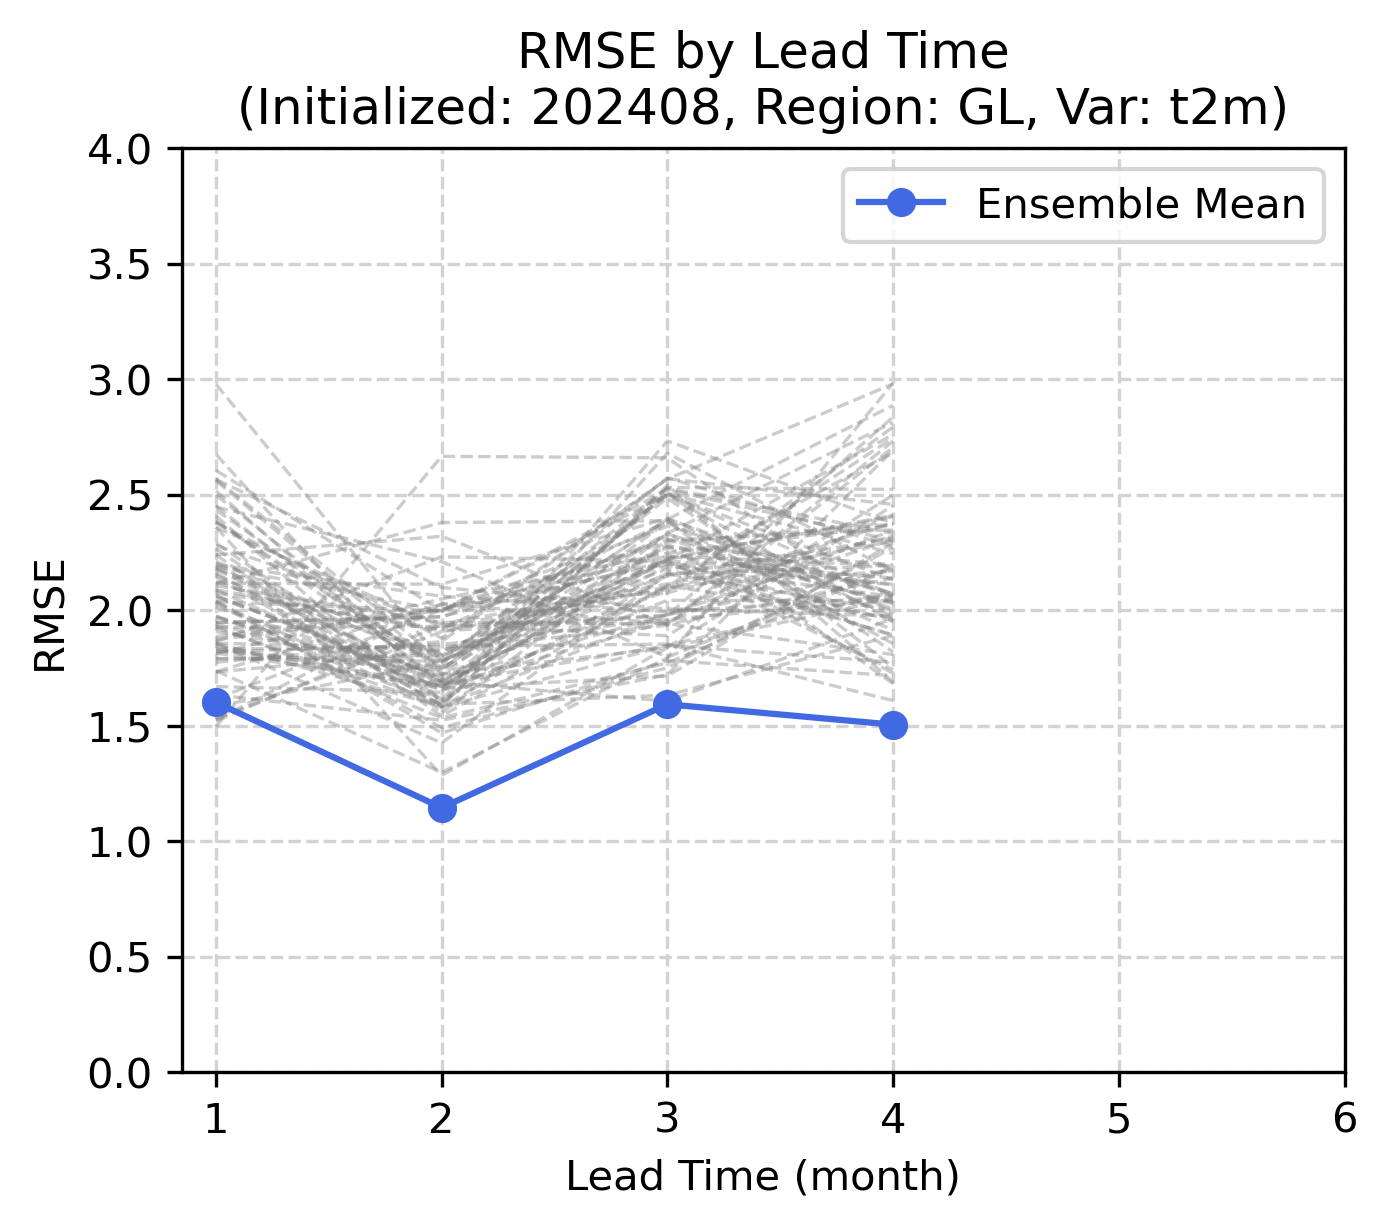 RMSE by Lead Time
(Initialized: 202408, Region: GL, Var: t2m)
Ensemble Mean
RMSE
4.0
3.5
3.0
2.5
2.0
1.5
1.0
0.5
0.0
1 2 3 4 5 6
Lead Time (month)